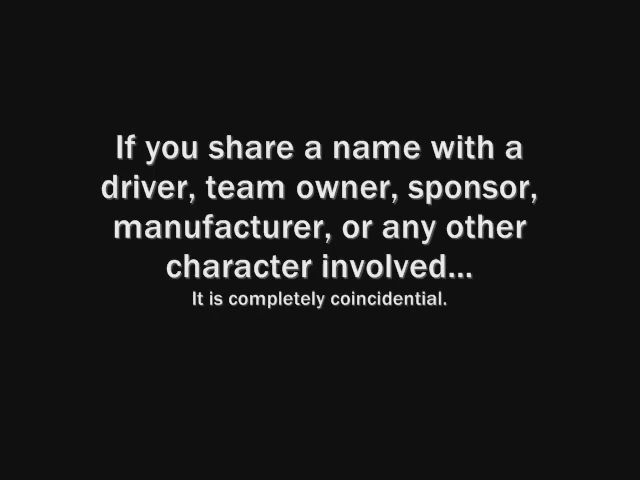 If you share a name with a
driver, team owner, sponsor,
manufacturer, or any other
character involved...
It is completely coincidential.